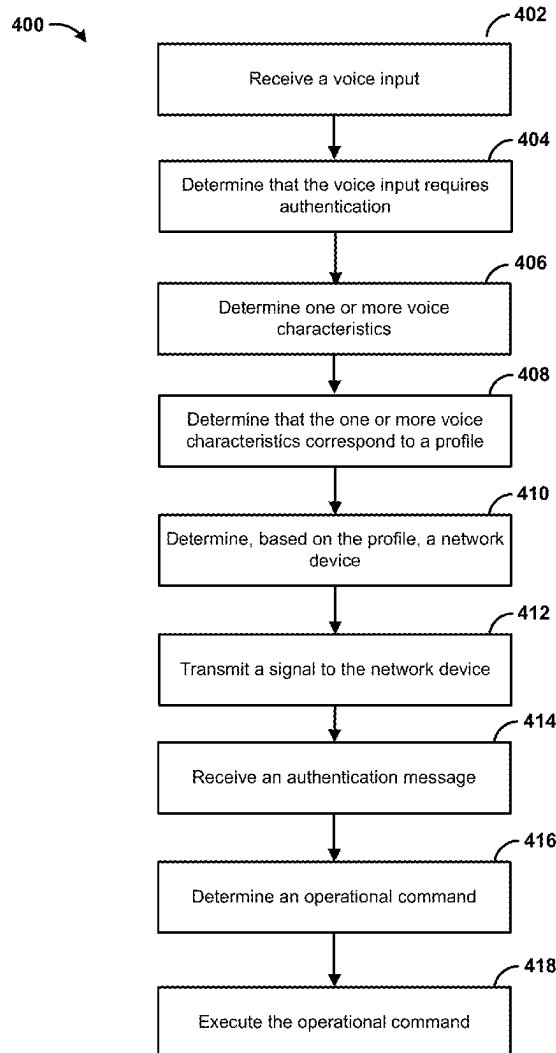 400
402
Receive a voice input
404
Determine that the voice input requires
authentication
406
Determine one or more voice
characteristics
408
Determine that the one or more voice
characteristics correspond to a profile
410
Determine, based on the profile, a network
device
412
Transmit a signal to the network device
414
Receive an authentication message
416
Determine an operational command
418
Execute the operational command